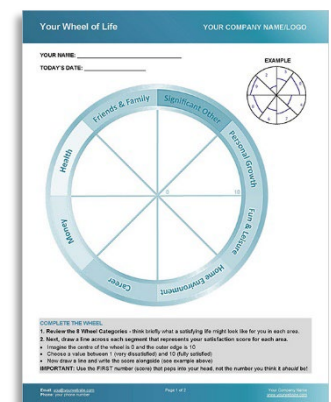 Your Wheel of Life
YOUR COMPANY NAME/LOGO
YOUR NAME:
TODAY'S DATE:
EXAMPLE
Friends & Family
Significant Other
Personal Growth
Fun & Leisure
Home Environment
Career
Money
Health
0
10
COMPLETE THE WHEEL
1. Review the 8 Wheel Categories - think briefly what a satisfying life might look like for you in each area.
2. Next, draw a line across each segment that represents your satisfaction score for each area.
• Imagine the centre of the wheel is 0 and the outer edge is 10
• Choose a value between 1 (very dissatisfied) and 10 (fully satisfied)
• Now draw a line and write the score alongside (see example above)
IMPORTANT: Use the FIRST number (score) that pops into your head, not the number you think it should be!
Page 1 of 2
Your Company Name